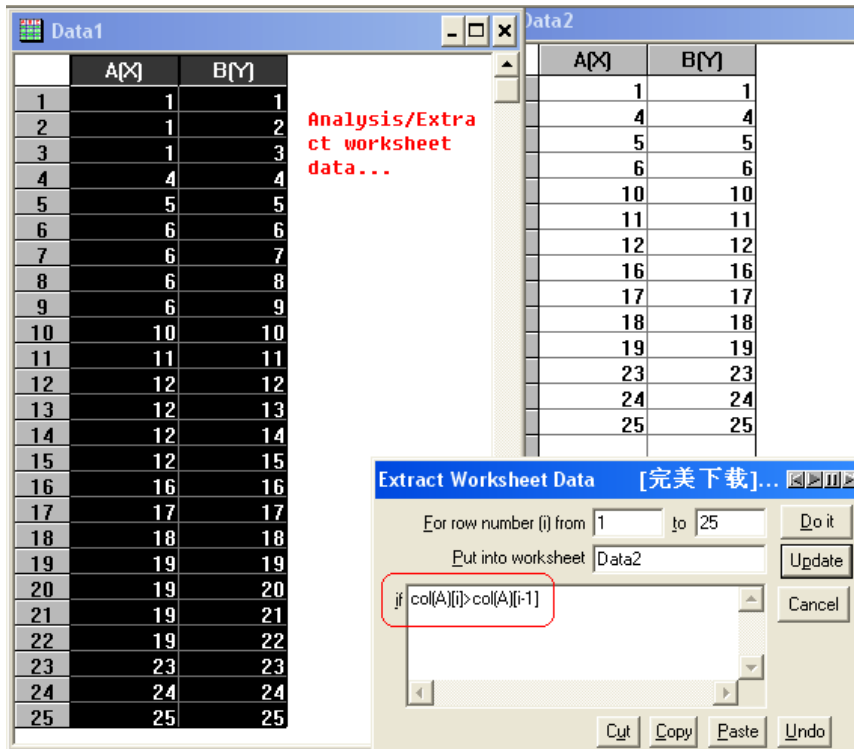 Data1
A(X) B(Y)
1 1 1
2 1 2
3 1 3
4 4 4
5 5 5
6 6 6
7 6 7
8 6 8
9 6 9
10 10 10
11 11 11
12 12 12
13 12 13
14 12 14
15 12 15
16 16 16
17 17 17
18 18 18
19 19 19
20 19 20
21 19 21
22 19 22
23 23 23
24 24 24
25 25 25
Analysis/Extra
ct worksheet
data...
Data2
A(X) B(Y)
1 1
4 4
5 5
6 6
10 10
11 11
12 12
16 16
17 17
18 18
19 19
23 23
24 24
25 25
Extract Worksheet Data [完美下载]...
For row number (i) from 1 to 25 Do it
Put into worksheet Data2 Update
if col(A)[i]>col(A)[i-1] Cancel
Cut Copy Paste Undo